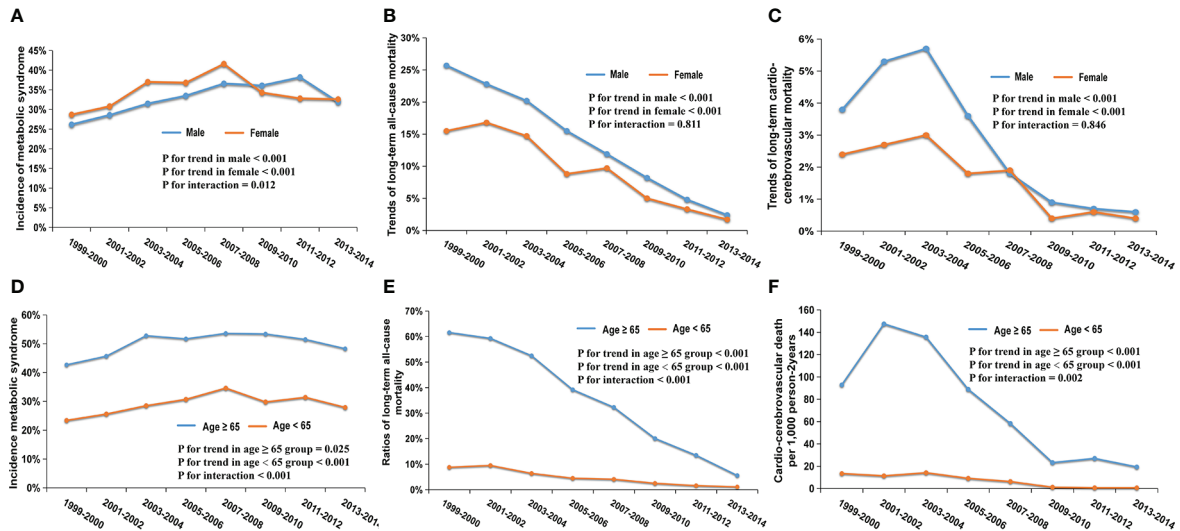 A
Incidence of metabolic syndrome
45%
40%
35%
30%
25%
20%
15%
10%
5%
0%
Male Female
P for trend in male < 0.001
P for trend in female < 0.001
P for interaction = 0.012
1999-2000 2001-2002 2003-2004 2005-2006 2007-2008 2009-2010 2011-2012 2013-2014
B
Trends of long-term all-cause mortality
30%
25%
20%
15%
10%
5%
0%
Male Female
P for trend in male < 0.001
P for trend in female < 0.001
P for interaction = 0.811
1999-2000 2001-2002 2003-2004 2005-2006 2007-2008 2009-2010 2011-2012 2013-2014
C
Trends of long-term cardio-
cerebrovascular mortality
6%
5%
4%
3%
2%
1%
0%
Male Female
P for trend in male < 0.001
P for trend in female < 0.001
P for interaction = 0.846
1999-2000 2001-2002 2003-2004 2005-2006 2007-2008 2009-2010 2011-2012 2013-2014
D
Incidence metabolic syndrome
60%
50%
40%
30%
20%
10%
0%
Age ≥ 65 Age < 65
P for trend in age ≥ 65 group = 0.025
P for trend in age < 65 group < 0.001
P for interaction < 0.001
1999-2000 2001-2002 2003-2004 2005-2006 2007-2008 2009-2010 2011-2012 2013-2014
E
Ratios of long-term all-cause
mortality
70%
60%
50%
40%
30%
20%
10%
0%
Age ≥ 65 Age < 65
P for trend in age ≥ 65 group < 0.001
P for trend in age < 65 group < 0.001
P for interaction < 0.001
1999-2000 2001-2002 2003-2004 2005-2006 2007-2008 2009-2010 2011-2012 2013-2014
F
Cardio-cerebrovascular death
per 1,000 person-2years
160
140
120
100
80
60
40
20
0
Age ≥ 65 Age < 65
P for trend in age ≥ 65 group < 0.001
P for trend in age < 65 group < 0.001
P for interaction = 0.002
1999-2000 2001-2002 2003-2004 2005-2006 2007-2008 2009-2010 2011-2012 2013-2014